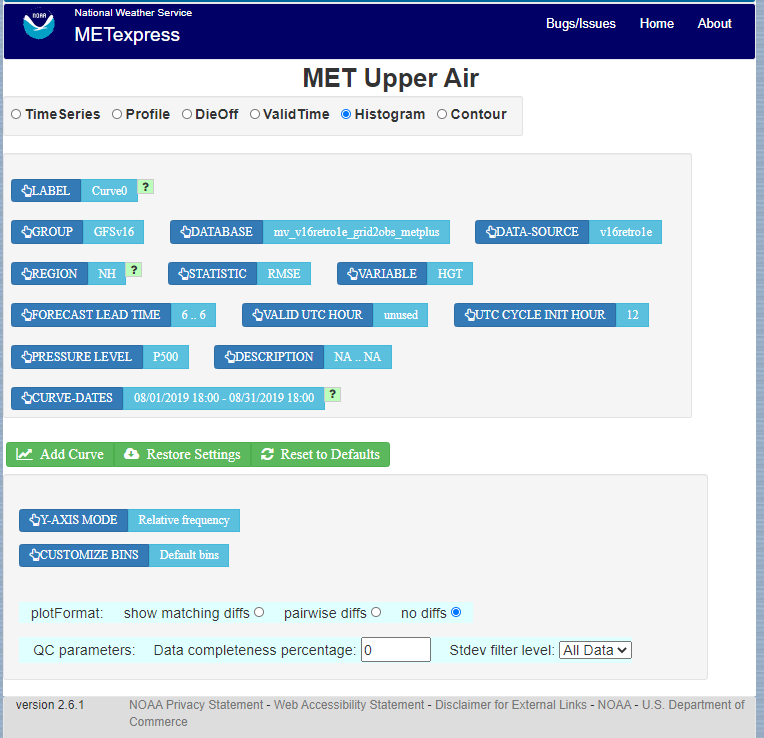 NOAA
National Weather Service
METexpress
Bugs/Issues Home About
MET Upper Air
TimeSeries Profile DieOff ValidTime Histogram Contour
LABEL Curve0 ?
GROUP GFSv16 DATABASE mv_v16retro1e_grid2obs_metplus DATA-SOURCE v16retro1e
REGION NH ? STATISTIC RMSE VARIABLE HGT
FORECAST LEAD TIME 6 .. 6 VALID UTC HOUR unused UTC CYCLE INIT HOUR 12
PRESSURE LEVEL P500 DESCRIPTION NA .. NA
CURVE-DATES 08/01/2019 18:00 - 08/31/2019 18:00 ?
Add Curve Restore Settings Reset to Defaults
Y-AXIS MODE Relative frequency
CUSTOMIZE BINS Default bins
plotFormat: show matching diffs pairwise diffs no diffs
QC parameters: Data completeness percentage: 0 Stdev filter level: All Data
version 2.6.1 NOAA Privacy Statement - Web Accessibility Statement - Disclaimer for External Links - NOAA - U.S. Department of
Commerce